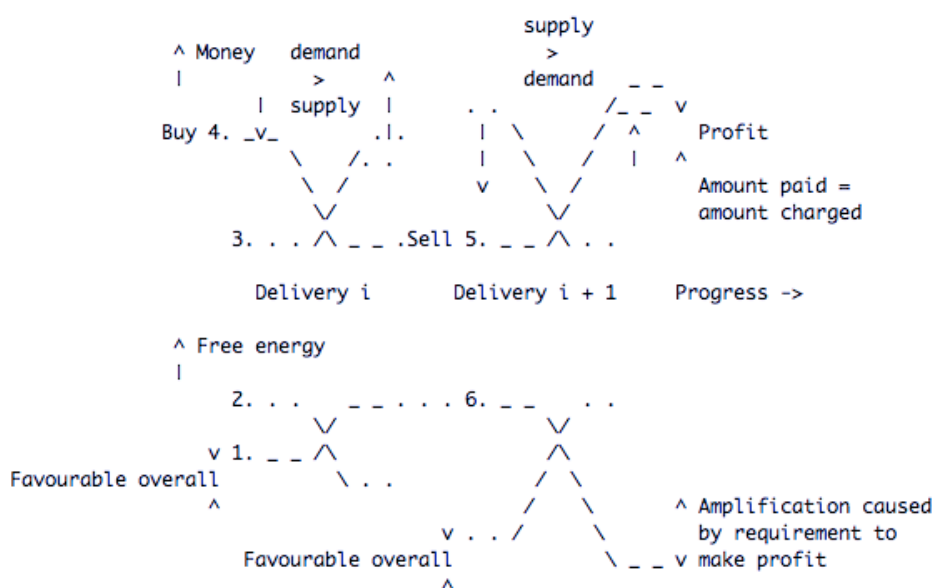 supply
^ Money demand >
| > ^ demand _ _
| supply | . . /_ _ v
Buy 4. _v_ .|. | \ / ^ Profit
\ /. . | \ / | ^
\ / v \ / Amount paid =
\/ \/ amount charged
3. . . /\ _ _ .Sell 5. _ _ /\ . .
Delivery i Delivery i + 1 Progress ->
^ Free energy
|
2. . . _ _ . . . 6. _ _ . .
\/ \/
v 1. _ _ /\ /\
Favourable overall \ . . / \
^ / \ ^ Amplification caused
v . . / \ by requirement to
Favourable overall \ _ _ v make profit
^